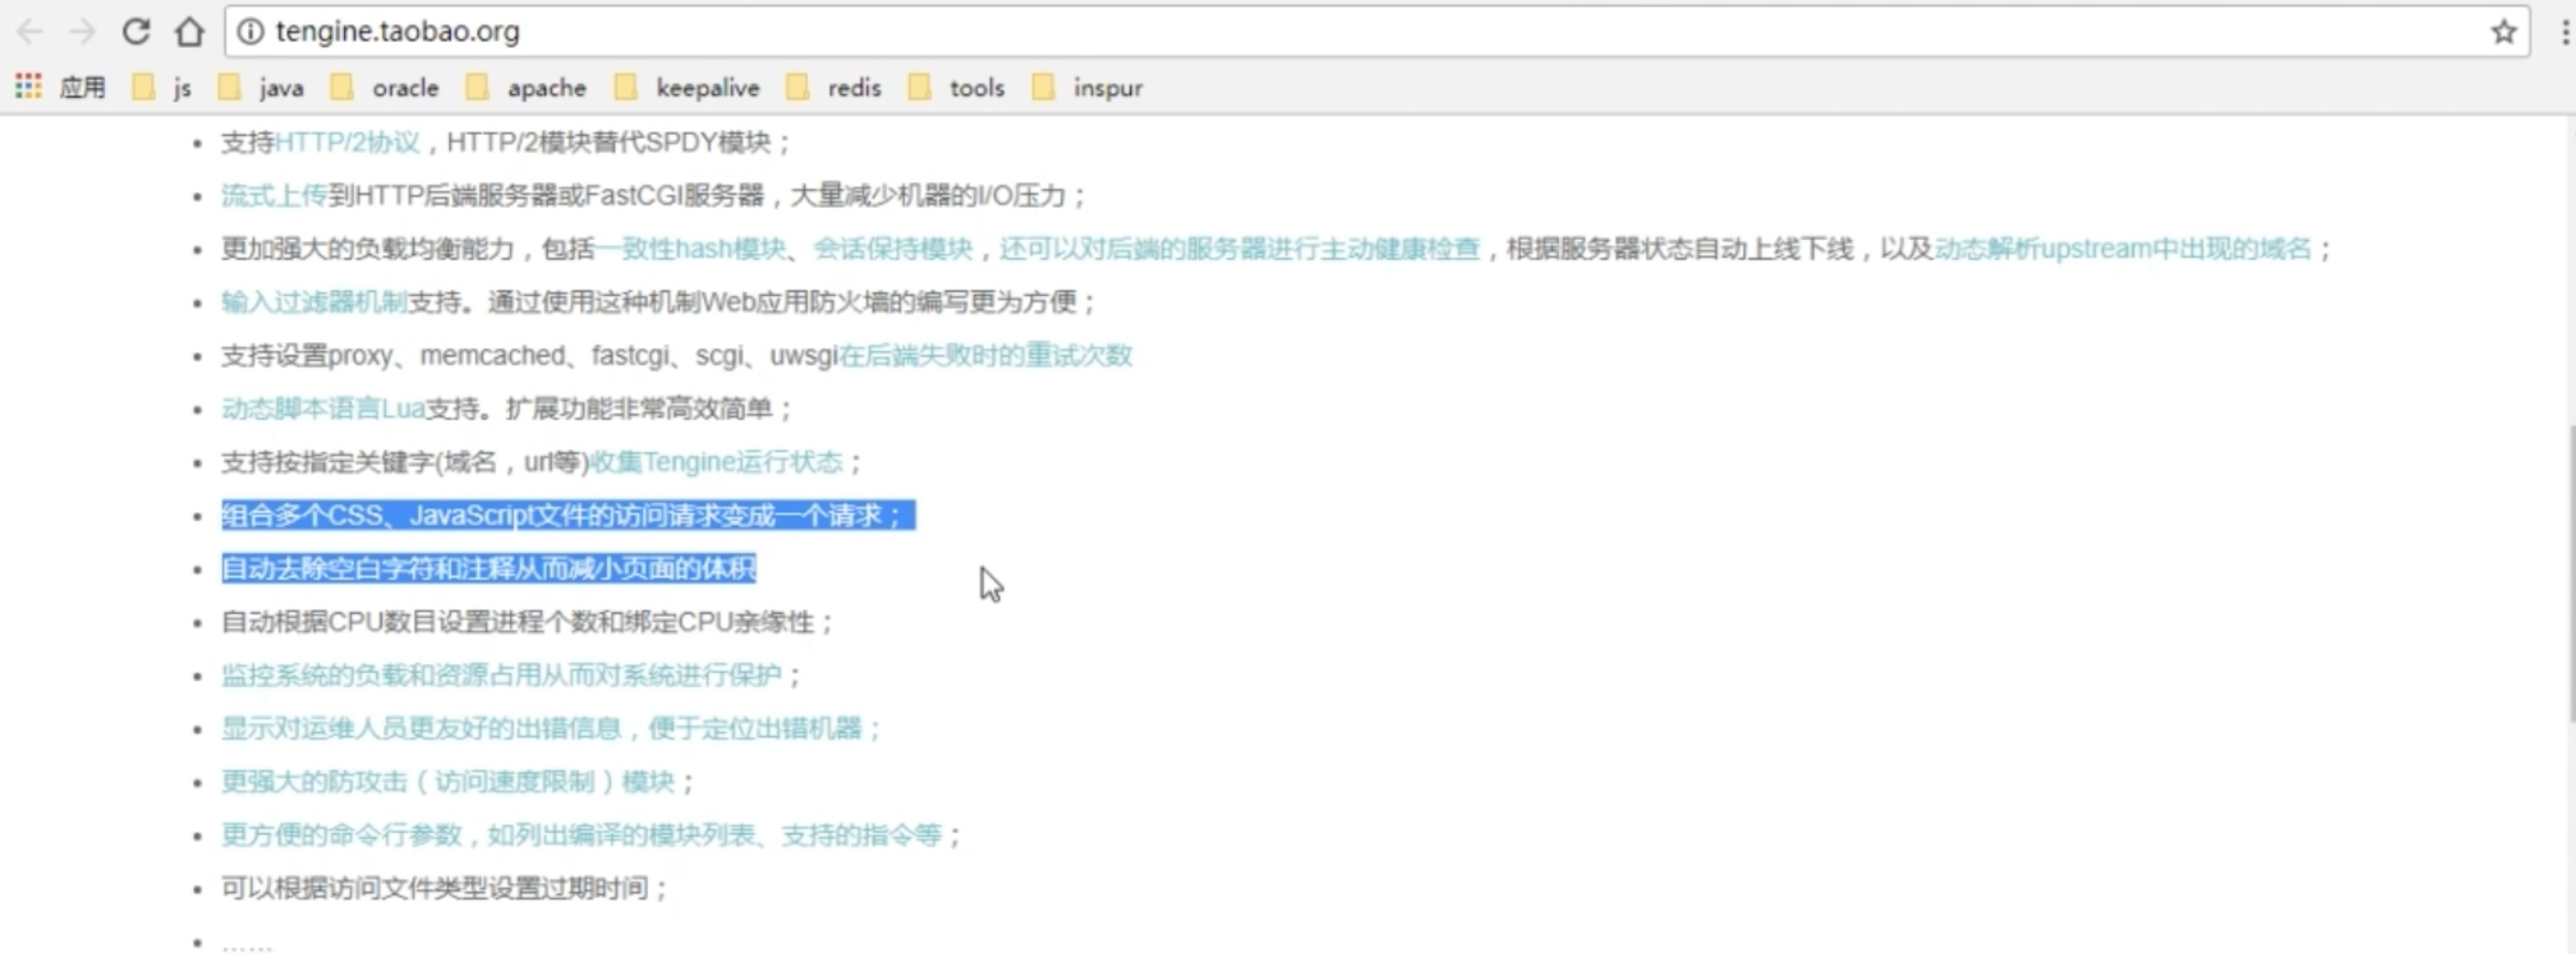 tengine.taobao.org
应用 js java oracle apache keepalive redis tools inspur
支持HTTP/2协议，HTTP/2模块替代SPDY模块；
流式上传到HTTP后端服务器或FastCGI服务器，大量减少机器的I/O压力；
更加强大的负载均衡能力，包括一致性hash模块、会话保持模块，还可以对后端的服务器进行主动健康检查，根据服务器状态自动上线下线，以及动态解析upstream中出现的域名；
输入过滤器机制支持。通过使用这种机制Web应用防火墙的编写更为方便；
支持设置proxy、memcached、fastcgi、scgi、uwsgi在后端失败时的重试次数
动态脚本语言Lua支持。扩展功能非常高效简单；
支持按指定关键字(域名，url等)收集Tengine运行状态；
组合多个CSS、JavaScript文件的访问请求变成一个请求；
自动去除空白字符和注释从而减小页面的体积
自动根据CPU数目设置进程个数和绑定CPU亲缘性；
监控系统的负载和资源占用从而对系统进行保护；
显示对运维人员更友好的出错信息，便于定位出错机器；
更强大的防攻击（访问速度限制）模块；
更方便的命令行参数，如列出编译的模块列表、支持的指令等；
可以根据访问文件类型设置过期时间；
……